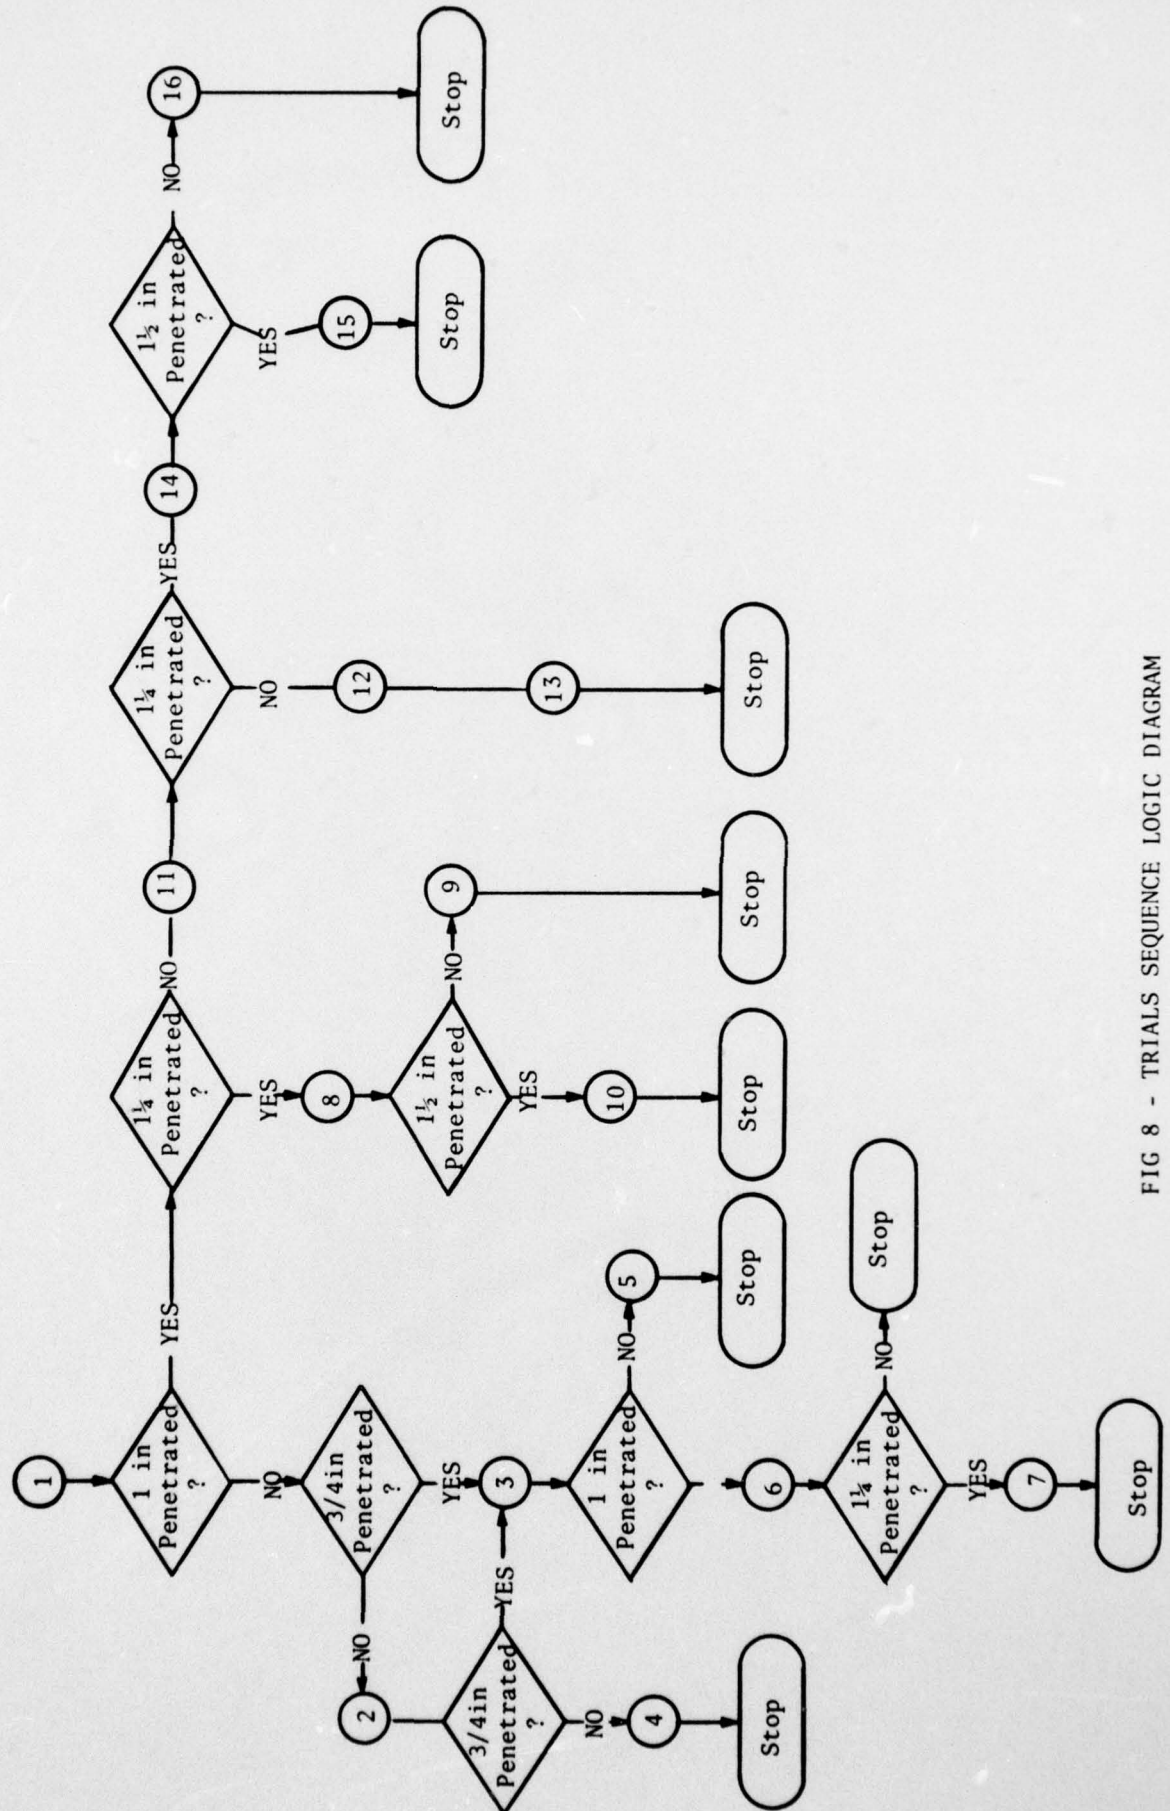 1
1 in
Penetrated
?
YES
NO
3/4in
Penetrated
?
NO
YES
2
3/4in
Penetrated
?
YES
NO
4
Stop
3
1 in
Penetrated
?
NO
5
Stop
6
1¼ in
Penetrated
?
NO
Stop
YES
7
Stop
1¼ in
Penetrated
?
YES
8
1½ in
Penetrated
?
NO
9
Stop
YES
10
Stop
NO
11
1¼ in
Penetrated
?
NO
12
13
Stop
YES
14
1½ in
Penetrated
?
YES
15
Stop
NO
16
Stop
FIG 8 - TRIALS SEQUENCE LOGIC DIAGRAM